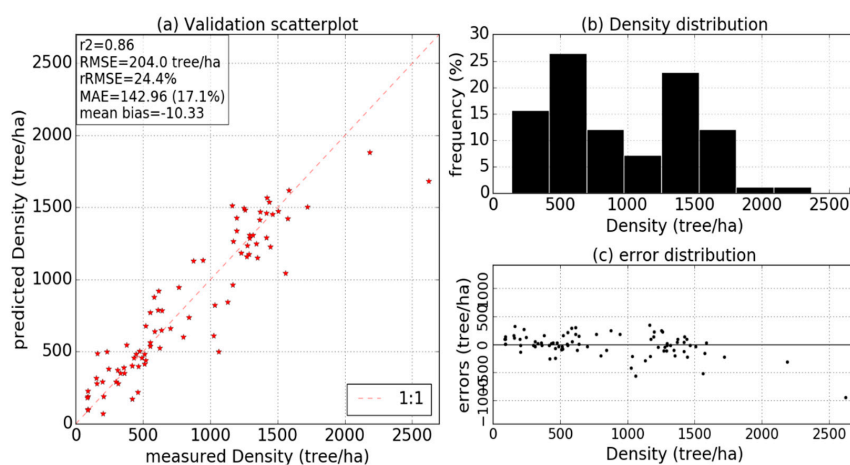 (a) Validation scatterplot
r2=0.86
RMSE=204.0 tree/ha
rRMSE=24.4%
MAE=142.96 (17.1%)
mean bias=-10.33
predicted Density (tree/ha)
2500
2000
1500
1000
500
0
0 500 1000 1500 2000 2500
measured Density (tree/ha)
1:1
(b) Density distribution
frequency (%)
30
25
20
15
10
5
0
0 500 1000 1500 2000 2500
Density (tree/ha)
(c) error distribution
errors (tree/ha)
1000
500
0
-500
-1000
0 500 1000 1500 2000 2500
Density (tree/ha)